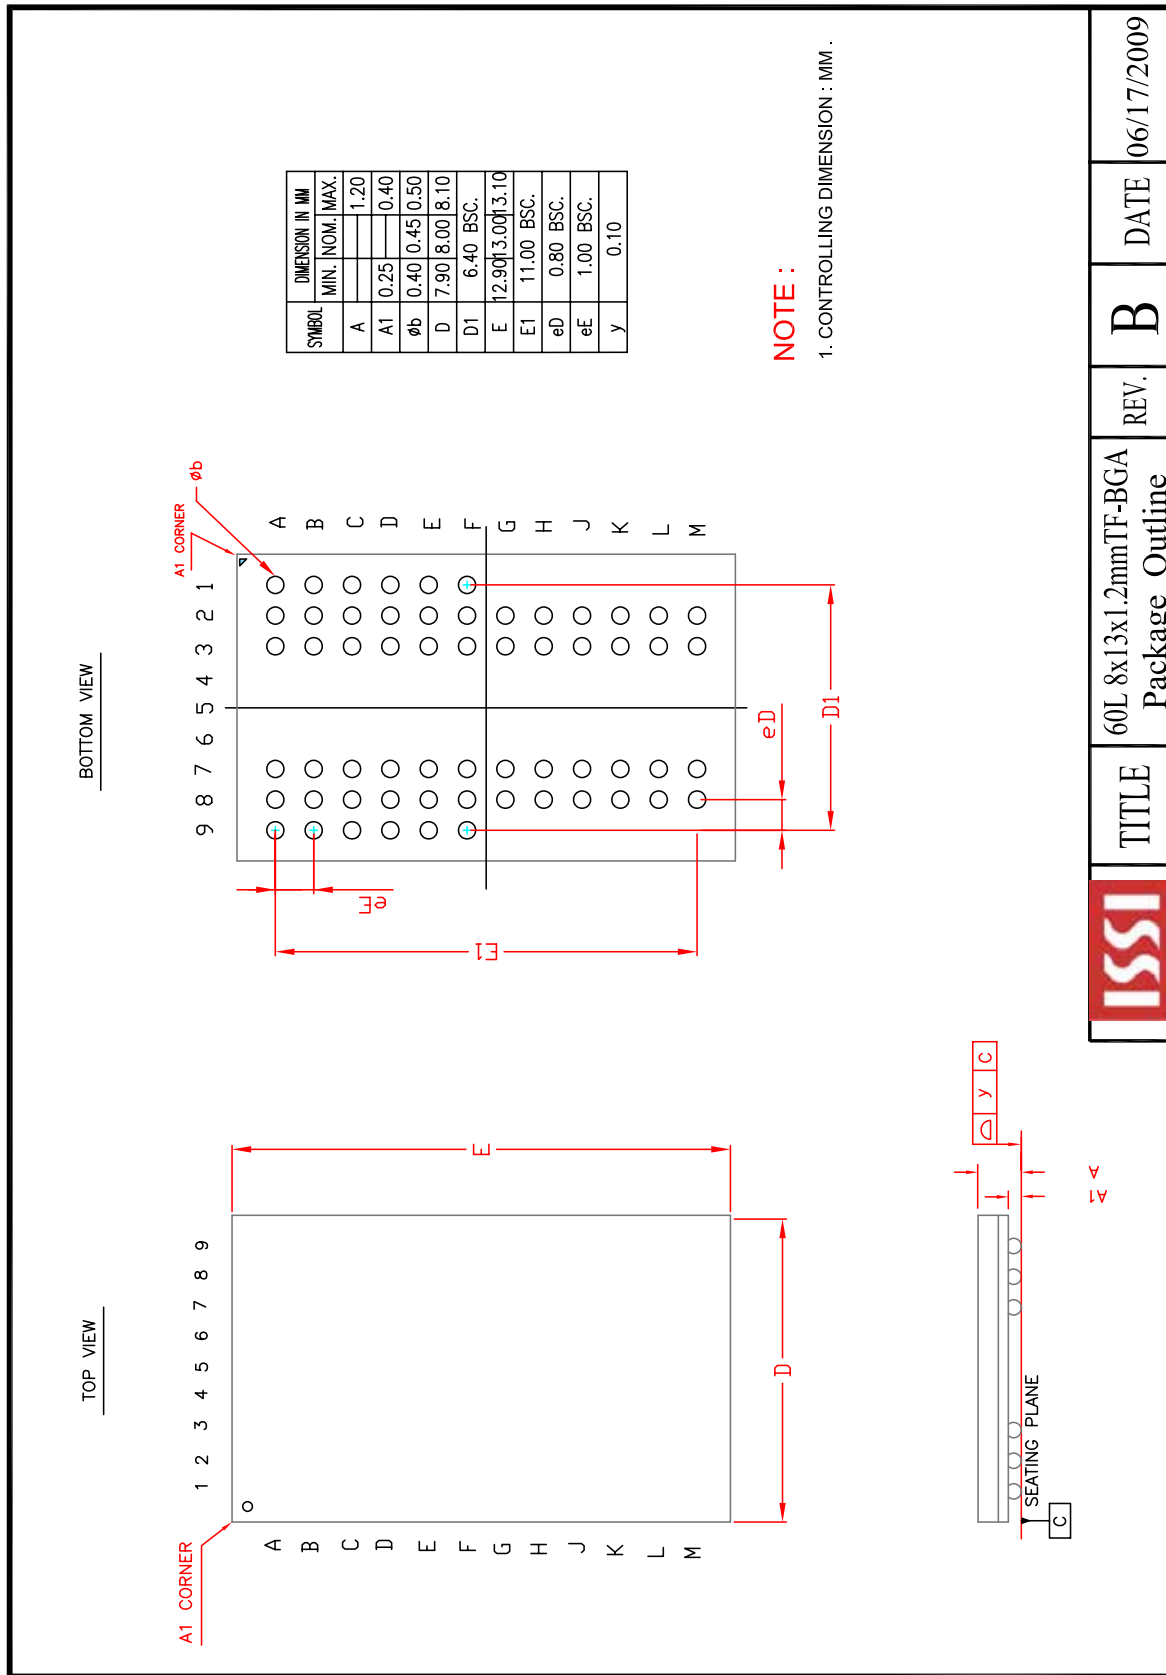 TOP VIEW
A1 CORNER
1 2 3 4 5 6 7 8 9
A
B
C
D
E
F
G
H
J
K
L
M
E
D
BOTTOM VIEW
A1 CORNER
øb
9 8 7 6 5 4 3 2 1
A
B
C
D
E
F
G
H
J
K
L
M
eE
E1
eD
D1
SYMBOL DIMENSION IN MM
MIN. NOM. MAX.
A 1.20
A1 0.25 0.40
øb 0.40 0.45 0.50
D 7.90 8.00 8.10
D1 6.40 BSC.
E 12.90 13.00 13.10
E1 11.00 BSC.
eD 0.80 BSC.
eE 1.00 BSC.
y 0.10
NOTE :
1. CONTROLLING DIMENSION : MM .
SEATING PLANE
C
y C
A
A1
ISSI
TITLE
60L 8x13x1.2mmTF-BGA
Package Outline
REV.
B
DATE
06/17/2009